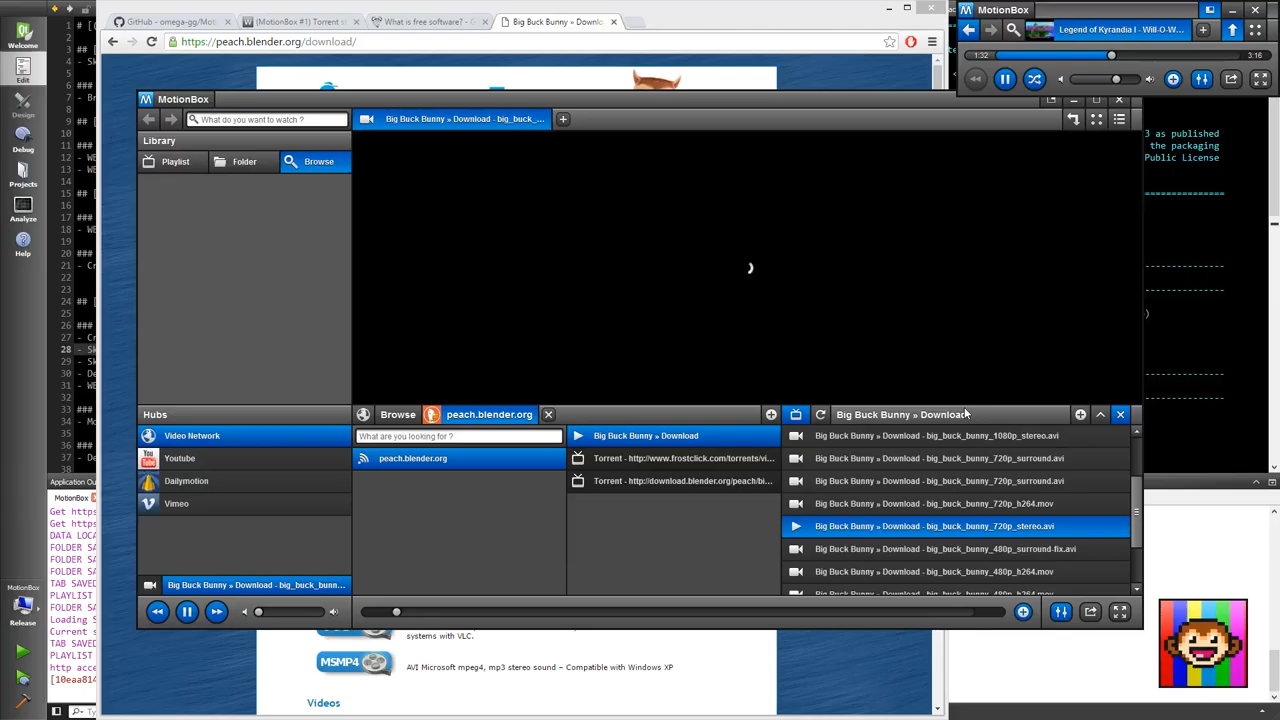 GitHub - omega-gg/Mot
[MotionBox #1] Torrent s
What is free software? - G
Big Buck Bunny » Downlo
https://peach.blender.org/download/
MotionBox
Legend of Kyrandia I - Will-O-W...
1:32
3:16
Welcome
Edit
Design
Debug
Projects
Analyze
Help
MotionBox
Release
MotionBox
What do you want to watch ?
Big Buck Bunny » Download - big_buck_...
Library
Playlist
Folder
Browse
3 as published
the packaging
Public License
Hubs
Browse
peach.blender.org
Big Buck Bunny » Download
Video Network
What are you looking for ?
Big Buck Bunny » Download
Big Buck Bunny » Download - big_buck_bunny_1080p_stereo.avi
Youtube
peach.blender.org
Torrent - http://www.frostclick.com/torrents/vi...
Big Buck Bunny » Download - big_buck_bunny_720p_surround.avi
Dailymotion
Torrent - http://download.blender.org/peach/bi...
Big Buck Bunny » Download - big_buck_bunny_720p_surround.avi
Vimeo
Big Buck Bunny » Download - big_buck_bunny_720p_h264.mov
Big Buck Bunny » Download - big_buck_bunny_720p_stereo.avi
Big Buck Bunny » Download - big_buck_bunny_480p_surround-fix.avi
Big Buck Bunny » Download - big_buck_bunny_480p_h264.mov
Big Buck Bunny » Download - big_buck_bunn...
Application Ou
MotionBox
Get https
Get https
DATA LOCA
FOLDER SA
FOLDER SA
TAB SAVED
PLAYLIST
Loading S
Current s
TAB SAVED
PLAYLIST
http acce
[10eaa814
systems with VLC.
MSMP4
AVI Microsoft mpeg4, mp3 stereo sound – Compatible with Windows XP
Videos